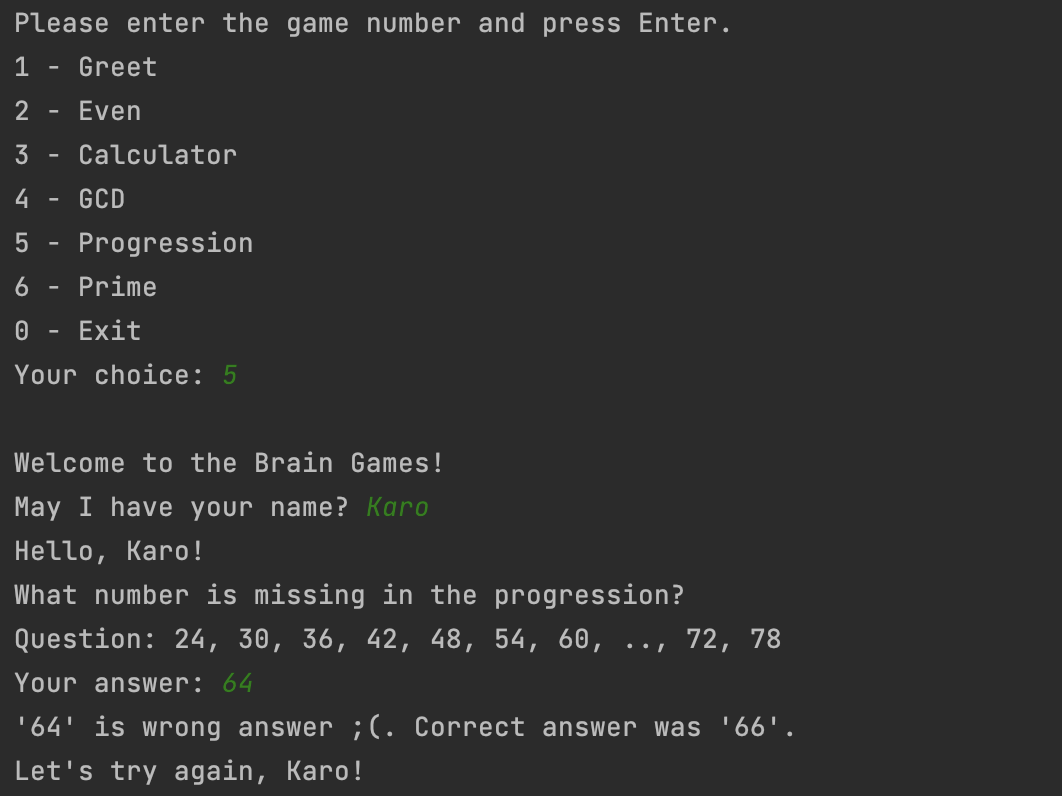 Please enter the game number and press Enter.
1 - Greet
2 - Even
3 - Calculator
4 - GCD
5 - Progression
6 - Prime
0 - Exit
Your choice: 5
Welcome to the Brain Games!
May I have your name? Karo
Hello, Karo!
What number is missing in the progression?
Question: 24, 30, 36, 42, 48, 54, 60, .., 72, 78
Your answer: 64
'64' is wrong answer ;(. Correct answer was '66'.
Let's try again, Karo!